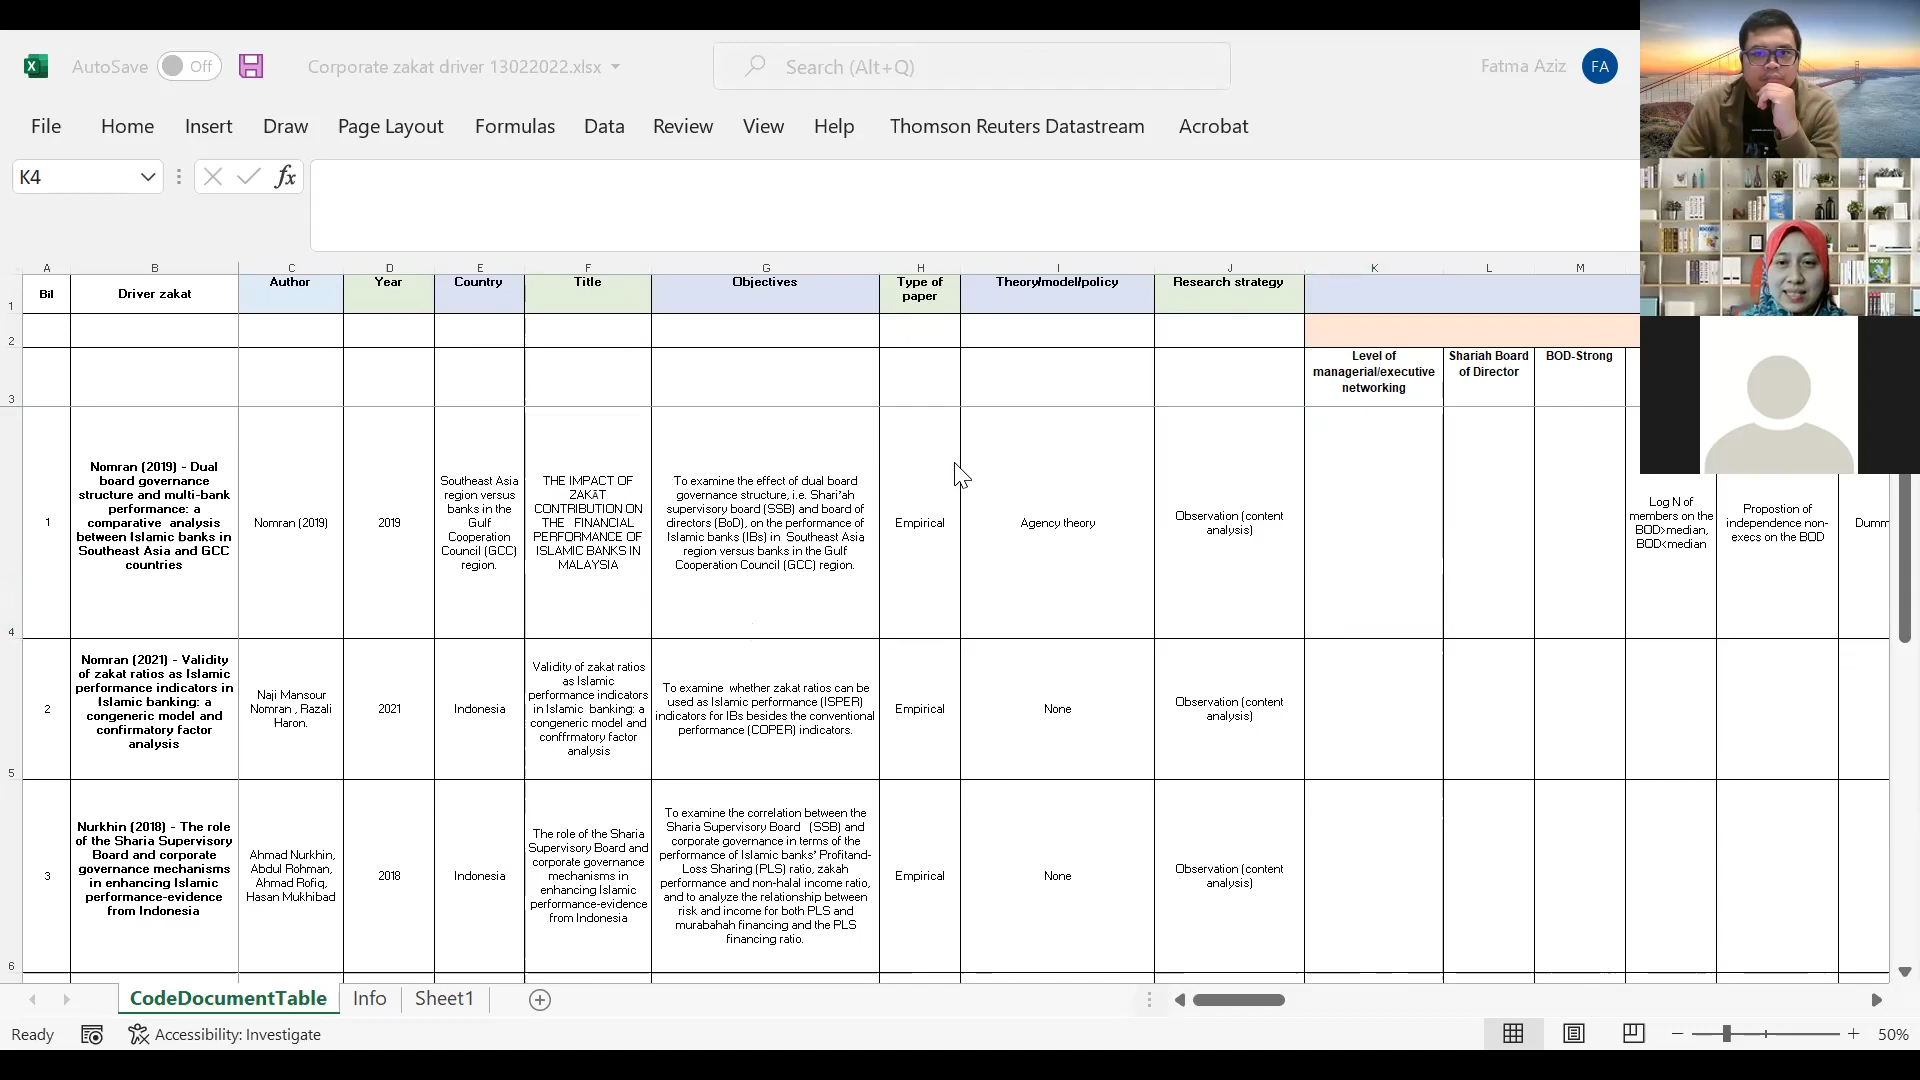 AutoSave Off Corporate zakat driver 13022022.xlsx Search (Alt+Q) Fatma Aziz FA
File Home Insert Draw Page Layout Formulas Data Review View Help Thomson Reuters Datastream Acrobat
K4 fx
A B C D E F G H I J K L M
1
Bil
Driver zakat
Author
Year
Country
Title
Objectives
Type of
paper
Theory/model/policy
Research strategy
2
3
Level of
managerial/executive
networking
Shariah Board
of Director
BOD-Strong
4
1
Nomran (2019) - Dual
board governance
structure and multi-bank
performance: a
comparative analysis
between Islamic banks in
Southeast Asia and GCC
countries
Nomran (2019)
2019
Southeast Asia
region versus
banks in the
Gulf
Cooperation
Council (GCC)
region.
THE IMPACT OF
ZAKĀT
CONTRIBUTION ON
THE FINANCIAL
PERFORMANCE OF
ISLAMIC BANKS IN
MALAYSIA
To examine the effect of dual board
governance structure, i.e. Shari'ah
supervisory board (SSB) and board of
directors (BoD), on the performance of
Islamic banks (IBs) in Southeast Asia
region versus banks in the Gulf
Cooperation Council (GCC) region.
Empirical
Agency theory
Observation (content
analysis)
Log N of
members on the
BOD>median,
BOD<median
Propostion of
independence non-
execs on the BOD
Dumm
5
2
Nomran (2021) - Validity
of zakat ratios as Islamic
performance indicators in
Islamic banking: a
congeneric model and
confirmatory factor
analysis
Naji Mansour
Nomran , Razali
Haron.
2021
Indonesia
Validity of zakat ratios
as Islamic
performance indicators
in Islamic banking: a
congeneric model and
conffrmatory factor
analysis
To examine whether zakat ratios can be
used as Islamic performance (ISPER)
indicators for IBs besides the conventional
performance (COPER) indicators.
Empirical
None
Observation (content
analysis)
6
3
Nurkhin (2018) - The role
of the Sharia Supervisory
Board and corporate
governance mechanisms
in enhancing Islamic
performance-evidence
from Indonesia
Ahmad Nurkhin,
Abdul Rohman,
Ahmad Rofiq,
Hasan Mukhibad
2018
Indonesia
The role of the Sharia
Supervisory Board and
corporate governance
mechanisms in
enhancing Islamic
performance-evidence
from Indonesia
To examine the correlation between the
Sharia Supervisory Board (SSB) and
corporate governance in terms of the
performance of Islamic banks' Profitand-
Loss Sharing (PLS) ratio, zakah
performance and non-halal income ratio,
and to analyze the relationship between
risk and income for both PLS and
murabahah financing and the PLS
financing ratio.
Empirical
None
Observation (content
analysis)
CodeDocumentTable Info Sheet1
Ready Accessibility: Investigate 50%